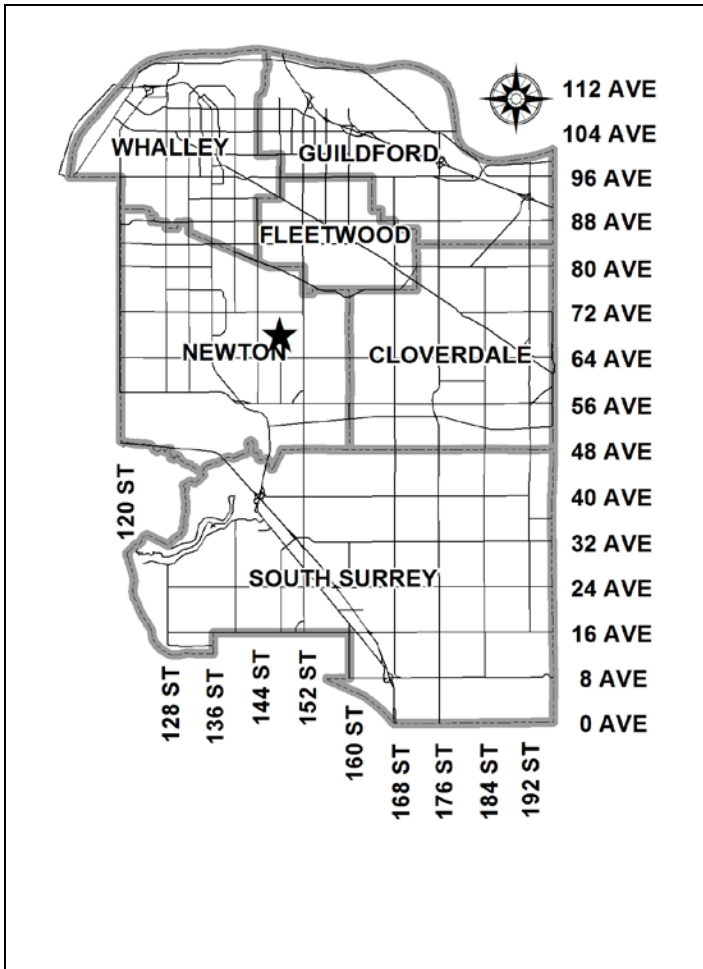 112 AVE
104 AVE
WHALLEY
GUILDFORD
96 AVE
88 AVE
FLEETWOOD
80 AVE
72 AVE
NEWTON
CLOVERDALE
64 AVE
56 AVE
48 AVE
120 ST
40 AVE
32 AVE
SOUTH SURREY
24 AVE
16 AVE
8 AVE
0 AVE
128 ST
136 ST
144 ST
152 ST
160 ST
168 ST
176 ST
184 ST
192 ST